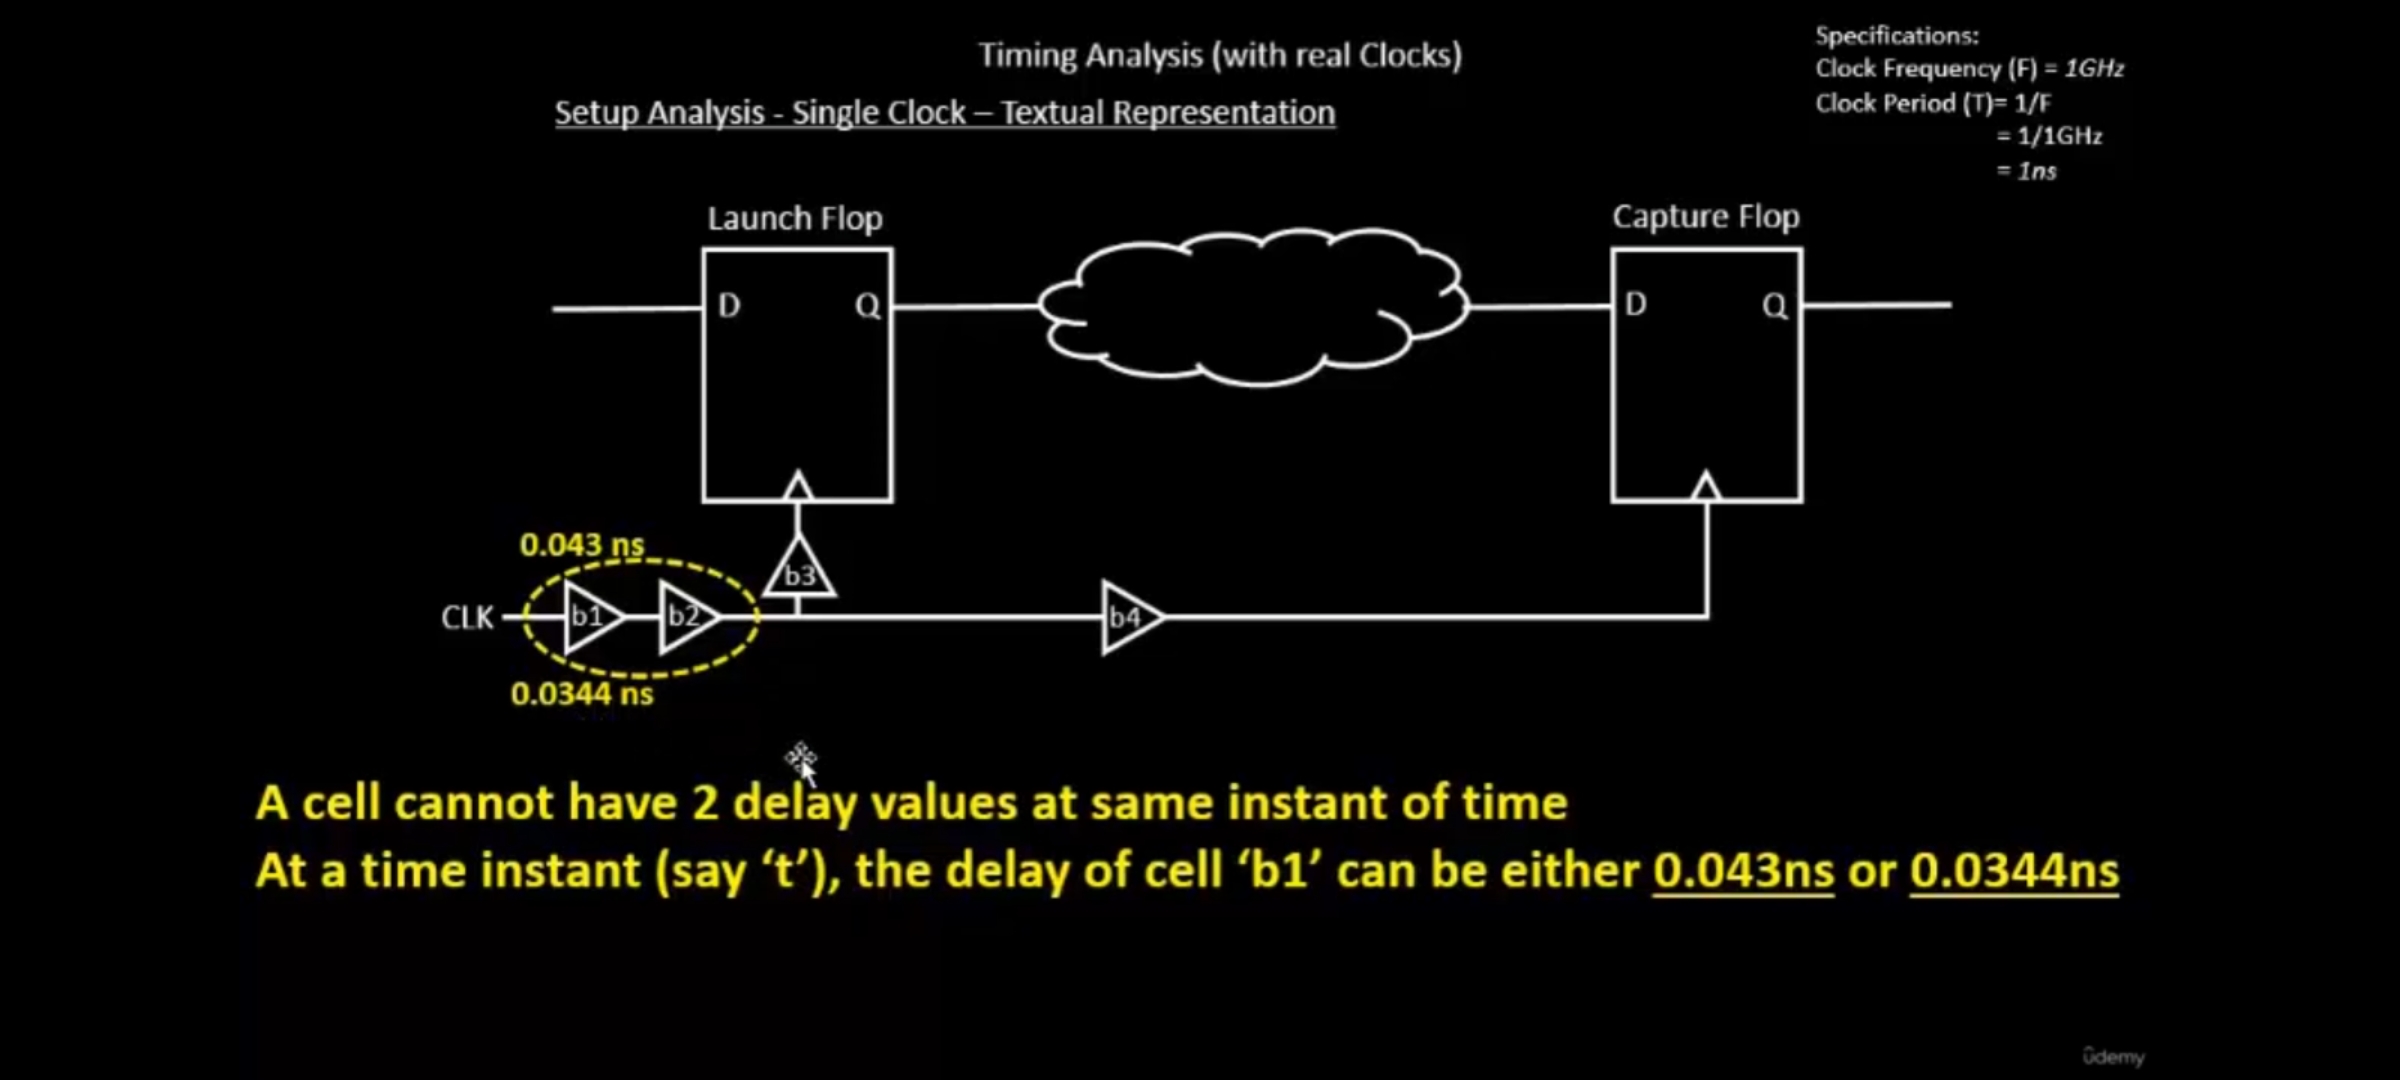 Timing Analysis (with real Clocks)
Specifications:
Clock Frequency (F) = 1GHz
Clock Period (T)= 1/F
= 1/1GHz
= 1ns
Setup Analysis - Single Clock – Textual Representation
Launch Flop
Capture Flop
D Q
D Q
0.043 ns
b3
CLK b1 b2 b4
0.0344 ns
A cell cannot have 2 delay values at same instant of time
At a time instant (say ‘t’), the delay of cell ‘b1’ can be either 0.043ns or 0.0344ns
ûdemy